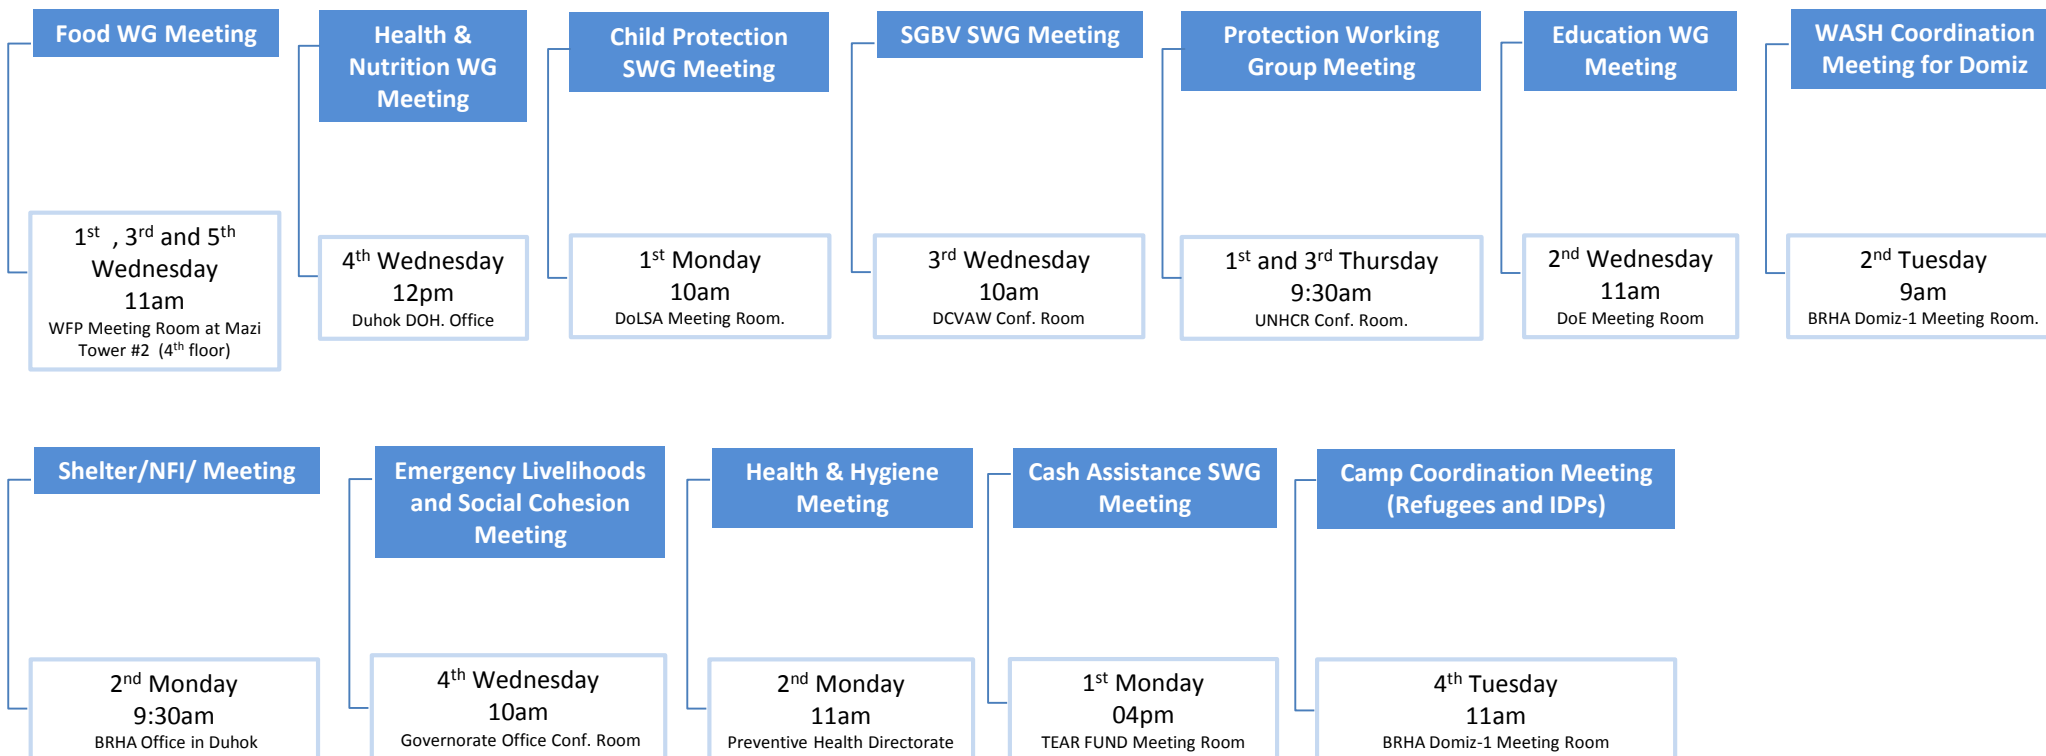 Food WG Meeting
1st , 3rd and 5th
Wednesday
11am
WFP Meeting Room at Mazi
Tower #2 (4th floor)
Health &
Nutrition WG
Meeting
4th Wednesday
12pm
Duhok DOH. Office
Child Protection
SWG Meeting
1st Monday
10am
DoLSA Meeting Room.
SGBV SWG Meeting
3rd Wednesday
10am
DCVAW Conf. Room
Protection Working
Group Meeting
1st and 3rd Thursday
9:30am
UNHCR Conf. Room.
Education WG
Meeting
2nd Wednesday
11am
DoE Meeting Room
WASH Coordination
Meeting for Domiz
2nd Tuesday
9am
BRHA Domiz-1 Meeting Room.
Shelter/NFI/ Meeting
2nd Monday
9:30am
BRHA Office in Duhok
Emergency Livelihoods
and Social Cohesion
Meeting
4th Wednesday
10am
Governorate Office Conf. Room
Health & Hygiene
Meeting
2nd Monday
11am
Preventive Health Directorate
Cash Assistance SWG
Meeting
1st Monday
04pm
TEAR FUND Meeting Room
Camp Coordination Meeting
(Refugees and IDPs)
4th Tuesday
11am
BRHA Domiz-1 Meeting Room